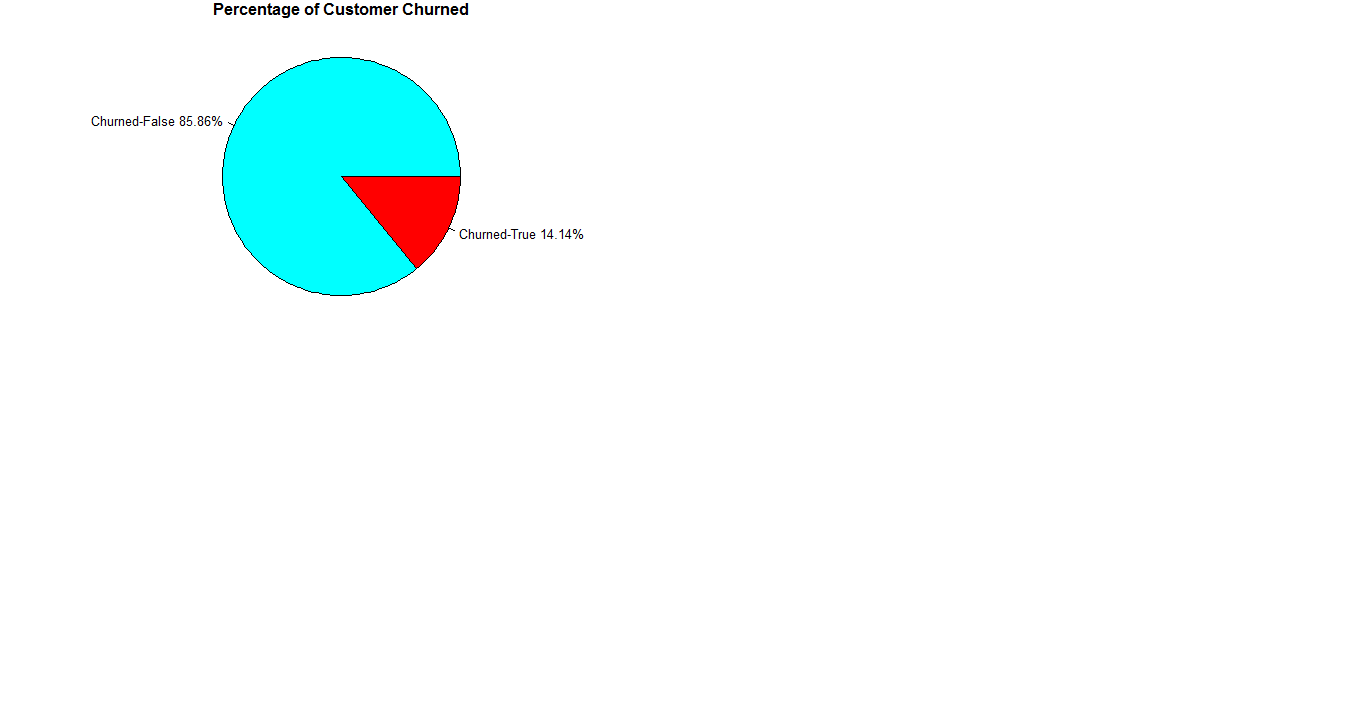 Percentage of Customer Churned
Churned-False 85.86%
Churned-True 14.14%